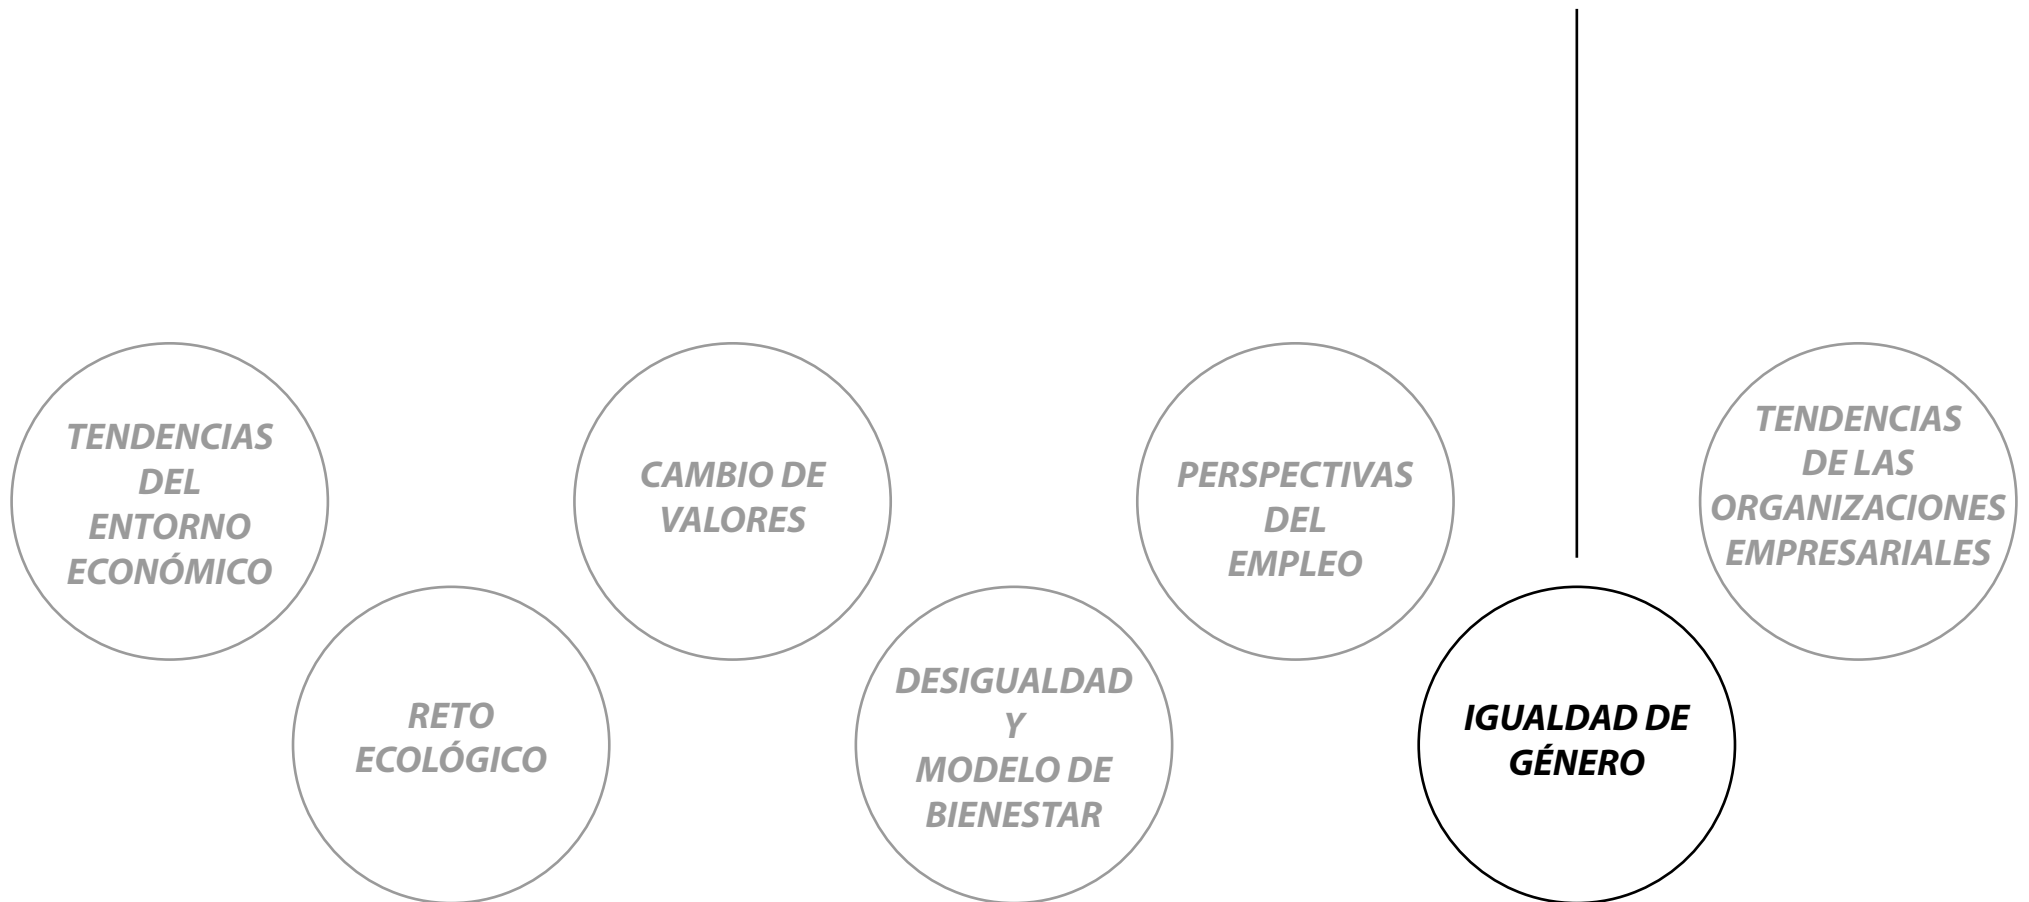 TENDENCIAS
DEL
ENTORNO
ECONÓMICO
RETO
ECOLÓGICO
CAMBIO DE
VALORES
DESIGUALDAD
Y
MODELO DE
BIENESTAR
PERSPECTIVAS
DEL
EMPLEO
IGUALDAD DE
GÉNERO
TENDENCIAS
DE LAS
ORGANIZACIONES
EMPRESARIALES